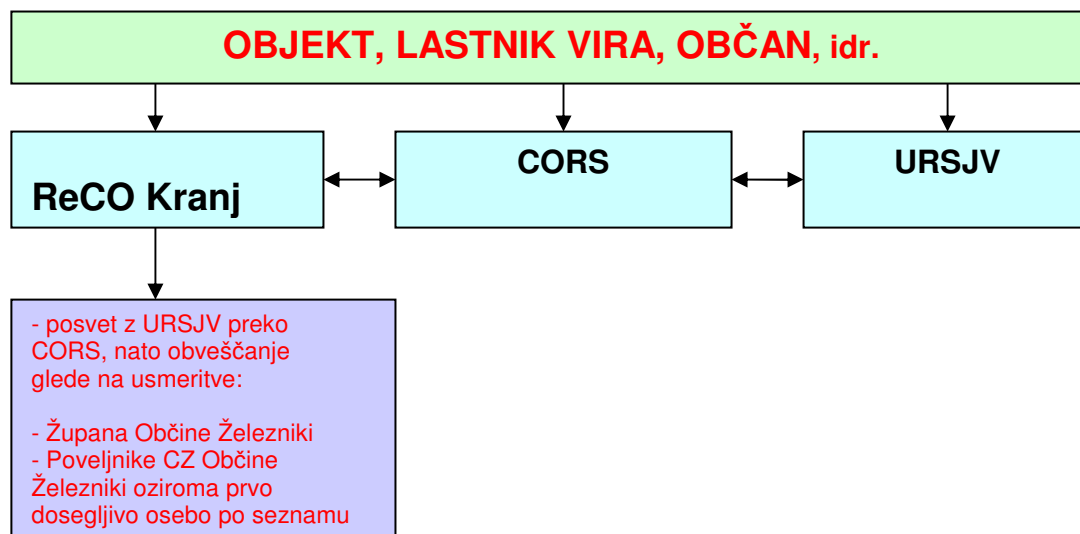 OBJEKT, LASTNIK VIRA, OBČAN, idr.
ReCO Kranj
CORS
URSJV
- posvet z URSJV preko
CORS, nato obveščanje
glede na usmeritve:
- Župana Občine Železniki
- Poveljnike CZ Občine
Železniki oziroma prvo
dosegljivo osebo po seznamu